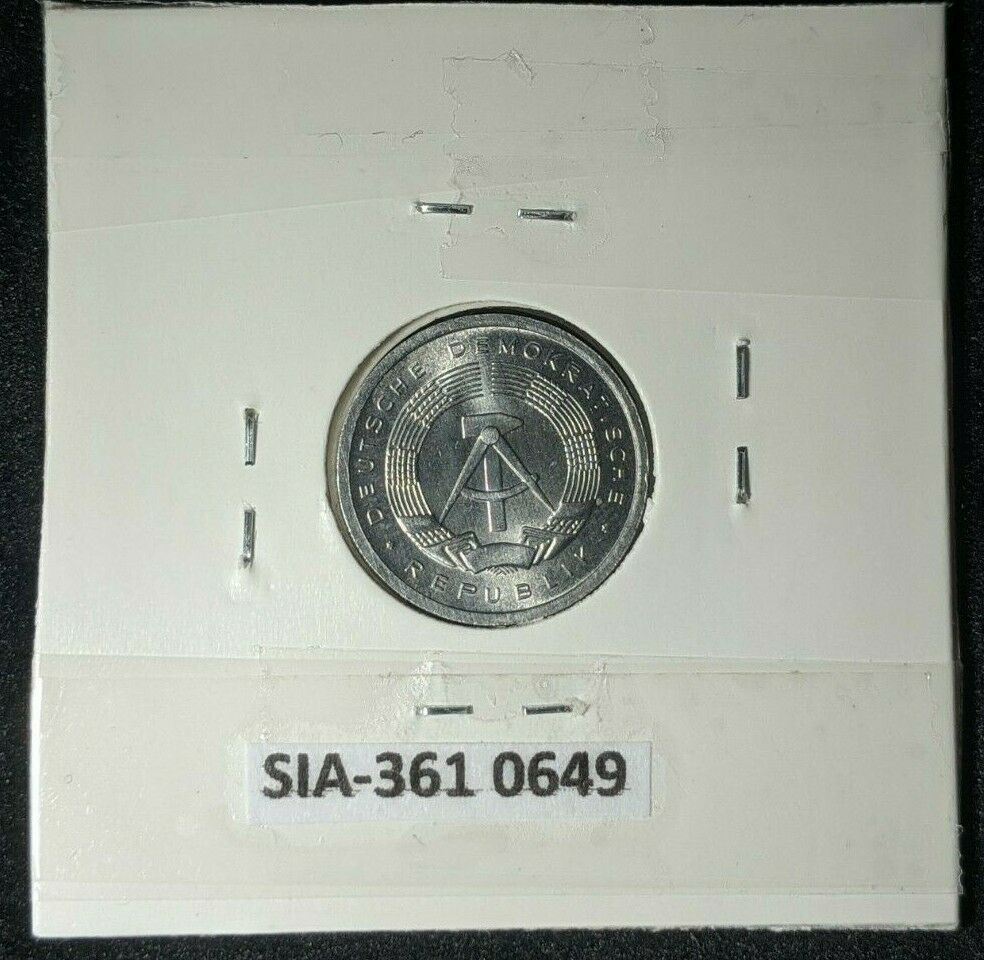 DEUTSCHE DEMOKRATISCHE
* REPUBLIK *
SIA-361 0649